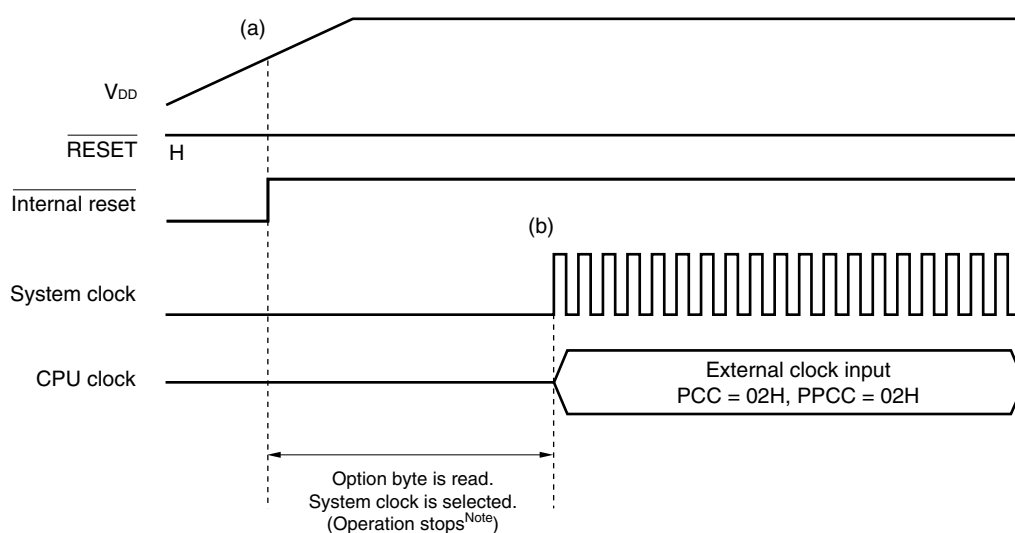 (a)
VDD
RESET
H
Internal reset
(b)
System clock
CPU clock
External clock input
PCC = 02H, PPCC = 02H
Option byte is read.
System clock is selected.
(Operation stopsNote)